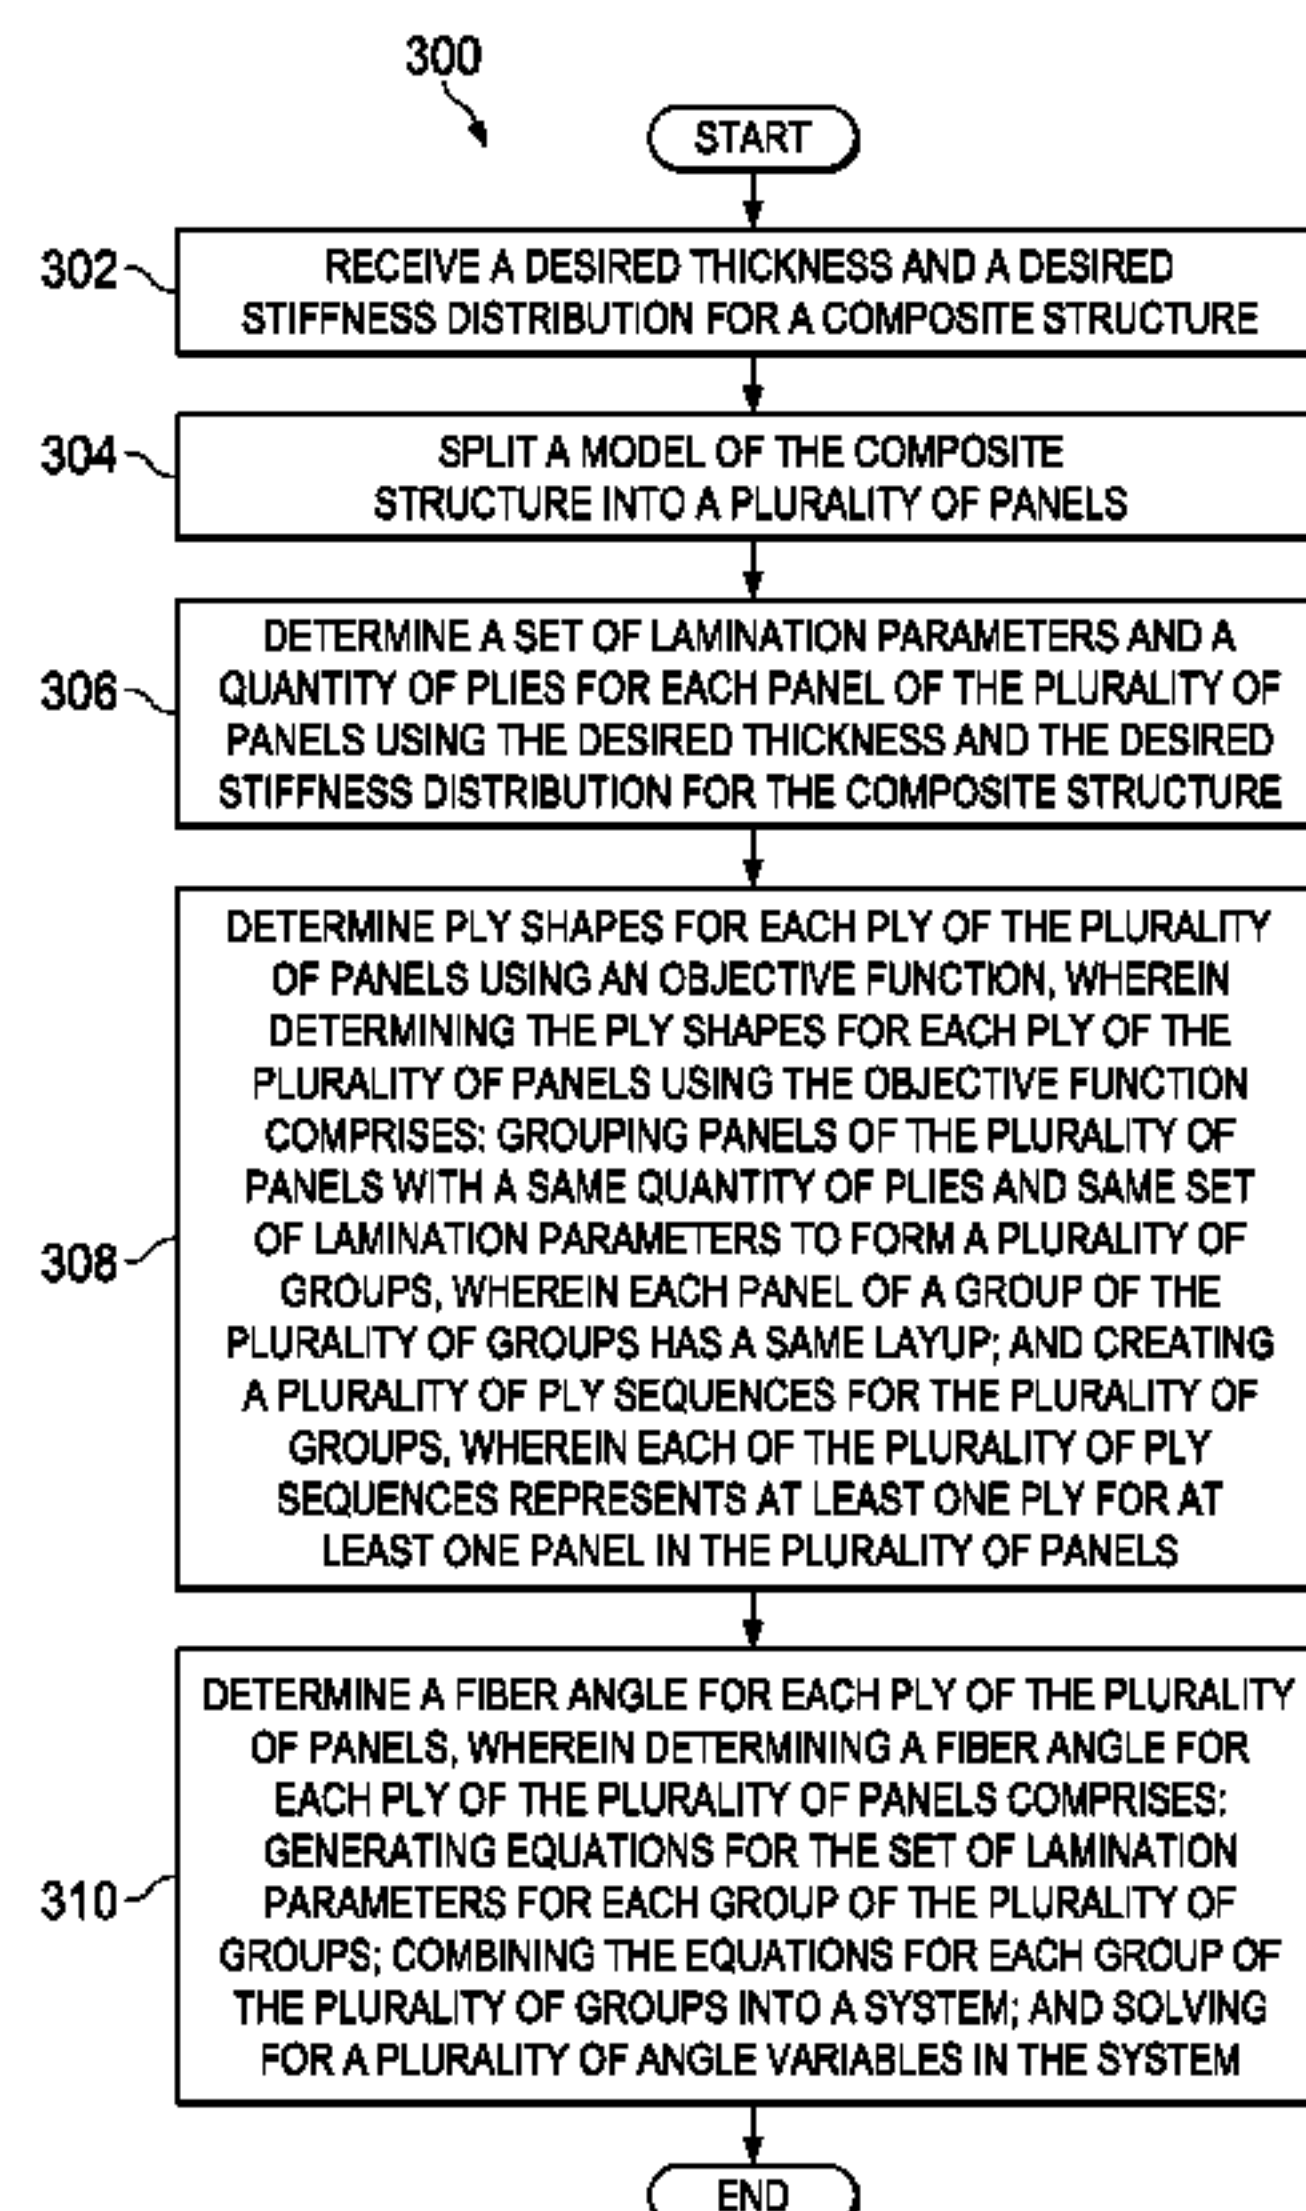 300
START
302
RECEIVE A DESIRED THICKNESS AND A DESIRED
STIFFNESS DISTRIBUTION FOR A COMPOSITE STRUCTURE
304
SPLIT A MODEL OF THE COMPOSITE
STRUCTURE INTO A PLURALITY OF PANELS
306
DETERMINE A SET OF LAMINATION PARAMETERS AND A
QUANTITY OF PLIES FOR EACH PANEL OF THE PLURALITY OF
PANELS USING THE DESIRED THICKNESS AND THE DESIRED
STIFFNESS DISTRIBUTION FOR THE COMPOSITE STRUCTURE
308
DETERMINE PLY SHAPES FOR EACH PLY OF THE PLURALITY
OF PANELS USING AN OBJECTIVE FUNCTION, WHEREIN
DETERMINING THE PLY SHAPES FOR EACH PLY OF THE
PLURALITY OF PANELS USING THE OBJECTIVE FUNCTION
COMPRISES: GROUPING PANELS OF THE PLURALITY OF
PANELS WITH A SAME QUANTITY OF PLIES AND SAME SET
OF LAMINATION PARAMETERS TO FORM A PLURALITY OF
GROUPS, WHEREIN EACH PANEL OF A GROUP OF THE
PLURALITY OF GROUPS HAS A SAME LAYUP; AND CREATING
A PLURALITY OF PLY SEQUENCES FOR THE PLURALITY OF
GROUPS, WHEREIN EACH OF THE PLURALITY OF PLY
SEQUENCES REPRESENTS AT LEAST ONE PLY FOR AT
LEAST ONE PANEL IN THE PLURALITY OF PANELS
310
DETERMINE A FIBER ANGLE FOR EACH PLY OF THE PLURALITY
OF PANELS, WHEREIN DETERMINING A FIBER ANGLE FOR
EACH PLY OF THE PLURALITY OF PANELS COMPRISES:
GENERATING EQUATIONS FOR THE SET OF LAMINATION
PARAMETERS FOR EACH GROUP OF THE PLURALITY OF
GROUPS; COMBINING THE EQUATIONS FOR EACH GROUP OF
THE PLURALITY OF GROUPS INTO A SYSTEM; AND SOLVING
FOR A PLURALITY OF ANGLE VARIABLES IN THE SYSTEM
END